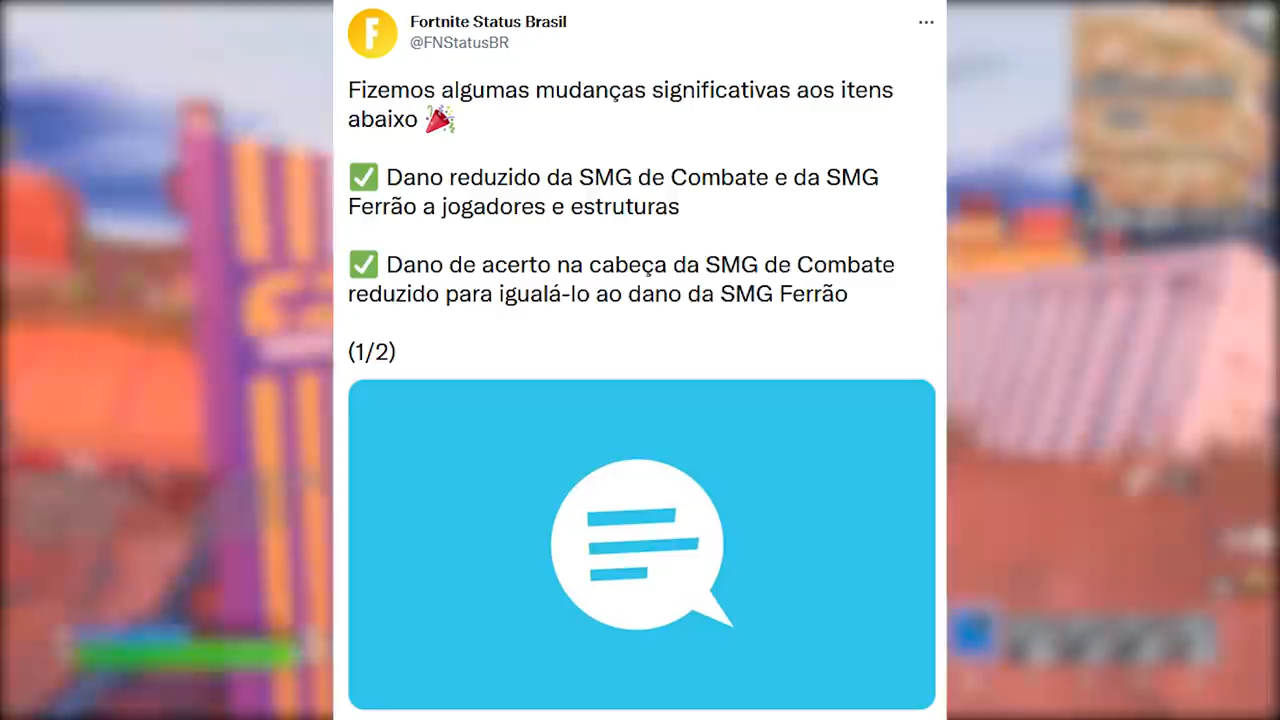 Fortnite Status Brasil
@FNStatusBR
Fizemos algumas mudanças significativas aos itens
abaixo 🎉
✅ Dano reduzido da SMG de Combate e da SMG
Ferrão a jogadores e estruturas
✅ Dano de acerto na cabeça da SMG de Combate
reduzido para igualá-lo ao dano da SMG Ferrão
(1/2)